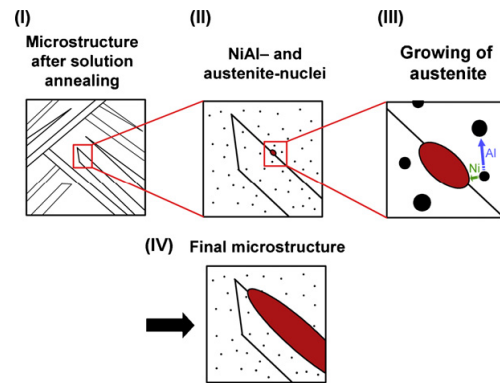 (I)
Microstructure
after solution
annealing
(II)
NiAl– and
austenite-nuclei
(III)
Growing of
austenite
Al
Ni
(IV)
Final microstructure